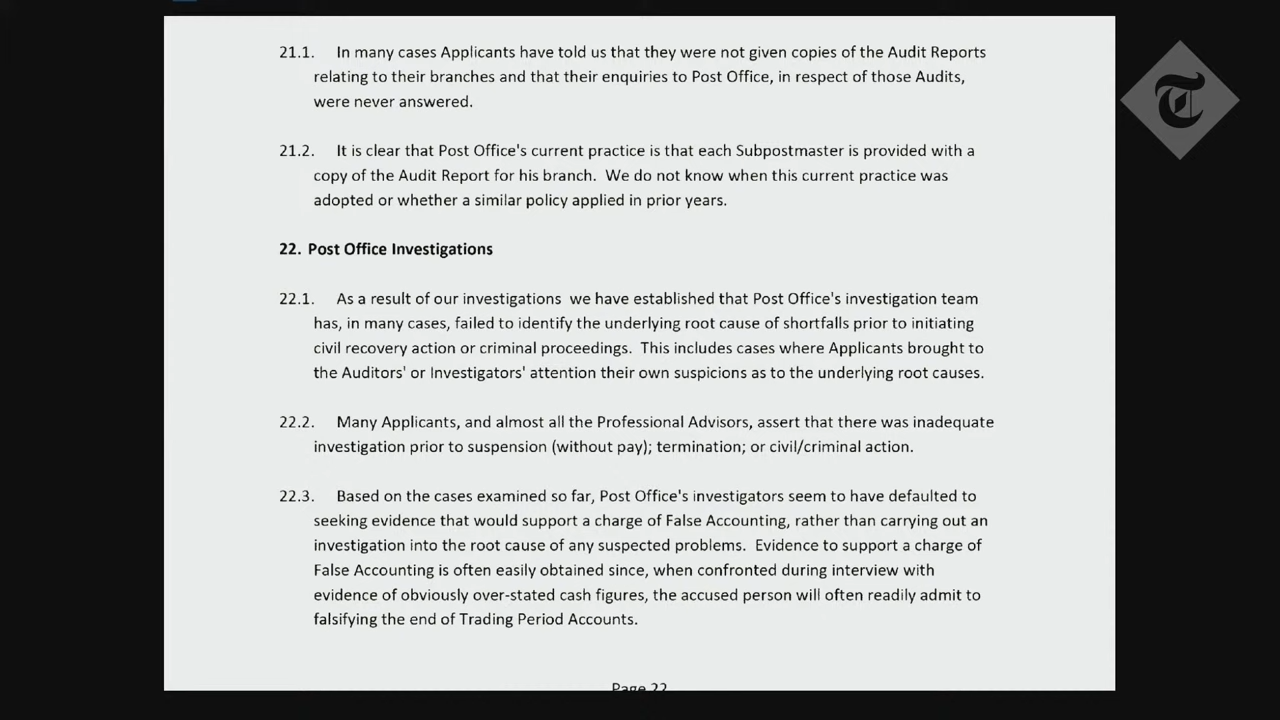 21.1. In many cases Applicants have told us that they were not given copies of the Audit Reports
relating to their branches and that their enquiries to Post Office, in respect of those Audits,
were never answered.
21.2. It is clear that Post Office's current practice is that each Subpostmaster is provided with a
copy of the Audit Report for his branch. We do not know when this current practice was
adopted or whether a similar policy applied in prior years.
22. Post Office Investigations
22.1. As a result of our investigations we have established that Post Office's investigation team
has, in many cases, failed to identify the underlying root cause of shortfalls prior to initiating
civil recovery action or criminal proceedings. This includes cases where Applicants brought to
the Auditors' or Investigators' attention their own suspicions as to the underlying root causes.
22.2. Many Applicants, and almost all the Professional Advisors, assert that there was inadequate
investigation prior to suspension (without pay); termination; or civil/criminal action.
22.3. Based on the cases examined so far, Post Office's investigators seem to have defaulted to
seeking evidence that would support a charge of False Accounting, rather than carrying out an
investigation into the root cause of any suspected problems. Evidence to support a charge of
False Accounting is often easily obtained since, when confronted during interview with
evidence of obviously over-stated cash figures, the accused person will often readily admit to
falsifying the end of Trading Period Accounts.
Page 22
T